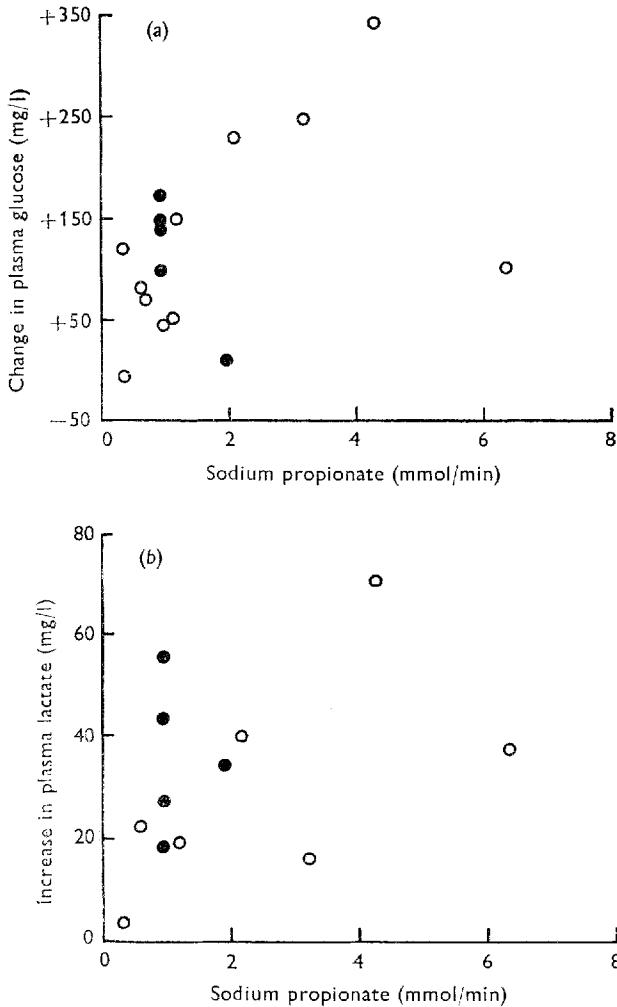 (a)
+350
+250
+150
+50
−50
Change in plasma glucose (mg/l)
0 2 4 6 8
Sodium propionate (mmol/min)
(b)
80
60
40
20
0
Increase in plasma lactate (mg/l)
0 2 4 6 8
Sodium propionate (mmol/min)